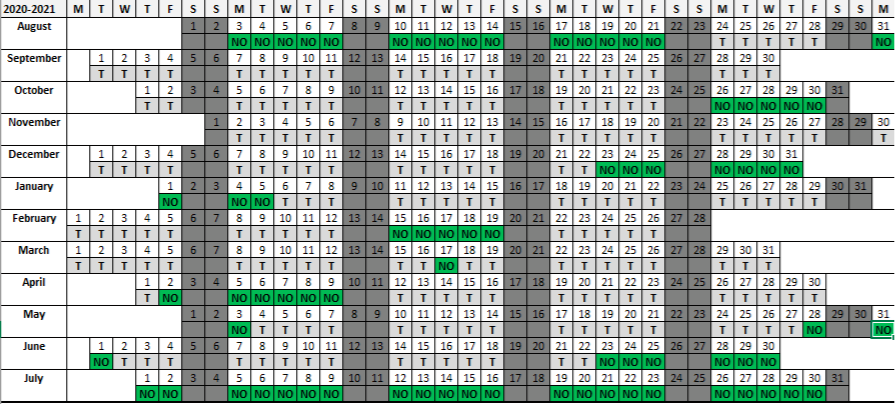 2020-2021 M T W T F S S M T W T F S S M T W T F S S M T W T F S S M T W T F S S M
August 1 2 3 4 5 6 7 8 9 10 11 12 13 14 15 16 17 18 19 20 21 22 23 24 25 26 27 28 29 30 31
NO NO NO NO NO NO NO NO NO NO NO NO NO NO NO T T T T T NO
September 1 2 3 4 5 6 7 8 9 10 11 12 13 14 15 16 17 18 19 20 21 22 23 24 25 26 27 28 29 30
T T T T T T T T T T T T T T T T T T T T T T
October 1 2 3 4 5 6 7 8 9 10 11 12 13 14 15 16 17 18 19 20 21 22 23 24 25 26 27 28 29 30 31
T T T T T T T T T T T T T T T T T NO NO NO NO NO
November 1 2 3 4 5 6 7 8 9 10 11 12 13 14 15 16 17 18 19 20 21 22 23 24 25 26 27 28 29 30
T T T T T T T T T T T T T T T T T T T T T
December 1 2 3 4 5 6 7 8 9 10 11 12 13 14 15 16 17 18 19 20 21 22 23 24 25 26 27 28 29 30 31
T T T T T T T T T T T T T T T T NO NO NO NO NO NO NO
January 1 2 3 4 5 6 7 8 9 10 11 12 13 14 15 16 17 18 19 20 21 22 23 24 25 26 27 28 29 30 31
NO NO NO T T T T T T T T T T T T T T T T T T
February 1 2 3 4 5 6 7 8 9 10 11 12 13 14 15 16 17 18 19 20 21 22 23 24 25 26 27 28
T T T T T T T T T T NO NO NO NO NO T T T T T
March 1 2 3 4 5 6 7 8 9 10 11 12 13 14 15 16 17 18 19 20 21 22 23 24 25 26 27 28 29 30 31
T T T T T T T T T T T T NO T T T T T T T T T T
April 1 2 3 4 5 6 7 8 9 10 11 12 13 14 15 16 17 18 19 20 21 22 23 24 25 26 27 28 29 30
T NO NO NO NO NO NO T T T T T T T T T T T T T T T
May 1 2 3 4 5 6 7 8 9 10 11 12 13 14 15 16 17 18 19 20 21 22 23 24 25 26 27 28 29 30 31
NO T T T T T T T T T T T T T T T T T T NO NO
June 1 2 3 4 5 6 7 8 9 10 11 12 13 14 15 16 17 18 19 20 21 22 23 24 25 26 27 28 29 30
NO T T T T T T T T T T T T T T T NO NO NO NO NO NO
July 1 2 3 4 5 6 7 8 9 10 11 12 13 14 15 16 17 18 19 20 21 22 23 24 25 26 27 28 29 30 31
NO NO NO NO NO NO NO NO NO NO NO NO NO NO NO NO NO NO NO NO NO NO